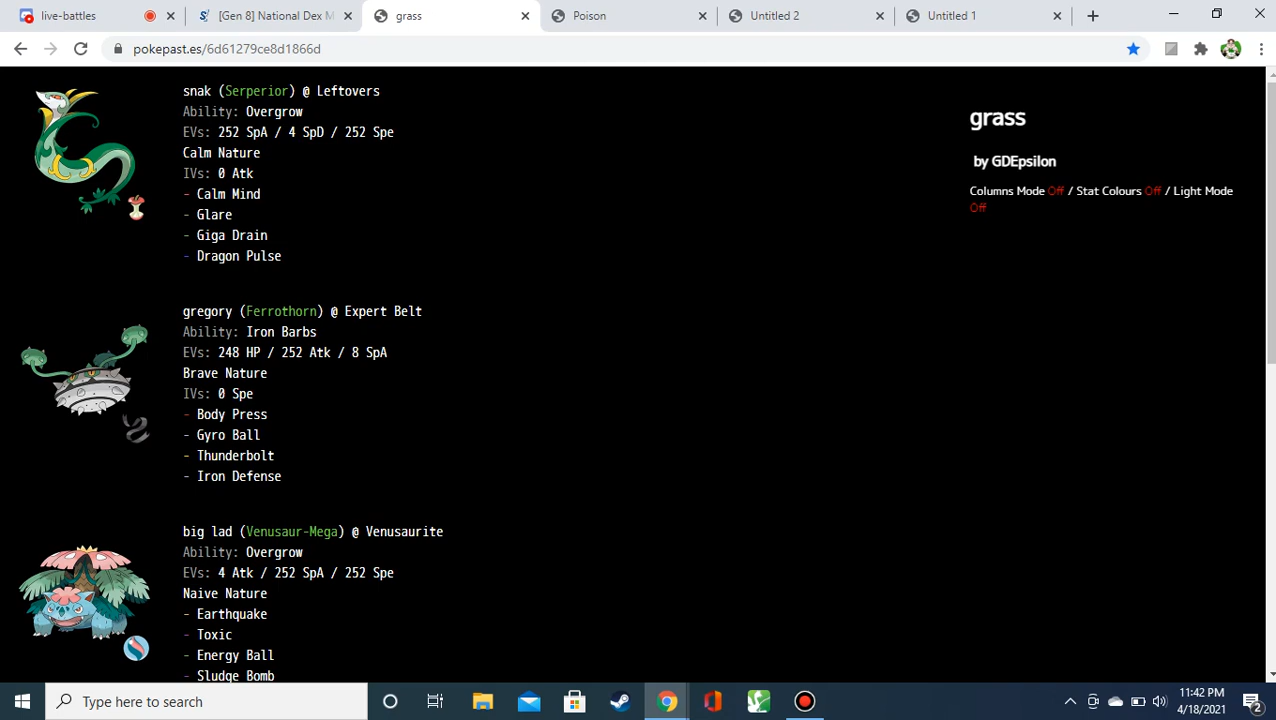 live-battles
[Gen 8] National Dex M
grass
Poison
Untitled 2
Untitled 1
pokepast.es/6d61279ce8d1866d
snak (Serperior) @ Leftovers
Ability: Overgrow
EVs: 252 SpA / 4 SpD / 252 Spe
Calm Nature
IVs: 0 Atk
- Calm Mind
- Glare
- Giga Drain
- Dragon Pulse
grass
by GDEpsilon
Columns Mode Off / Stat Colours Off / Light Mode
Off
gregory (Ferrothorn) @ Expert Belt
Ability: Iron Barbs
EVs: 248 HP / 252 Atk / 8 SpA
Brave Nature
IVs: 0 Spe
- Body Press
- Gyro Ball
- Thunderbolt
- Iron Defense
big lad (Venusaur-Mega) @ Venusaurite
Ability: Overgrow
EVs: 4 Atk / 252 SpA / 252 Spe
Naive Nature
- Earthquake
- Toxic
- Energy Ball
- Sludge Bomb
Type here to search
11:42 PM
4/18/2021
2